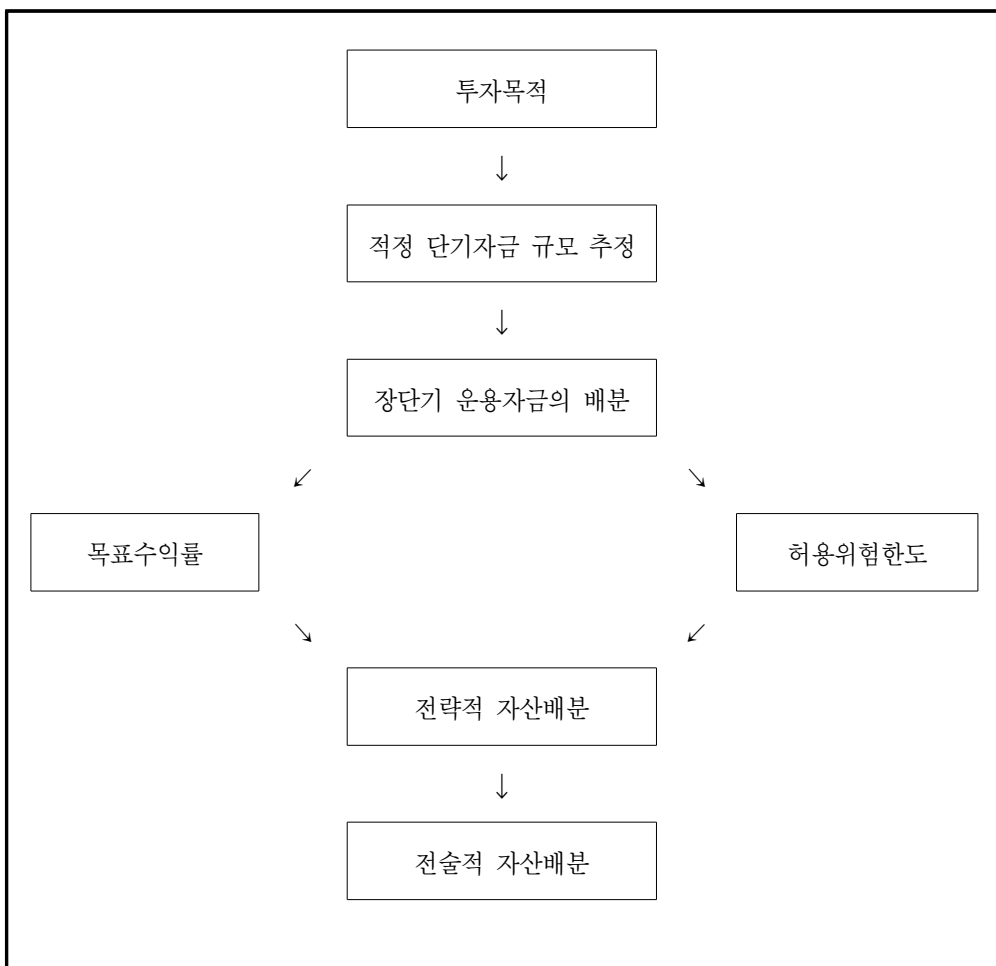 투자목적
↓
적정 단기자금 규모 추정
↓
장단기 운용자금의 배분
↙ ↘
목표수익률 허용위험한도
↘ ↙
전략적 자산배분
↓
전술적 자산배분